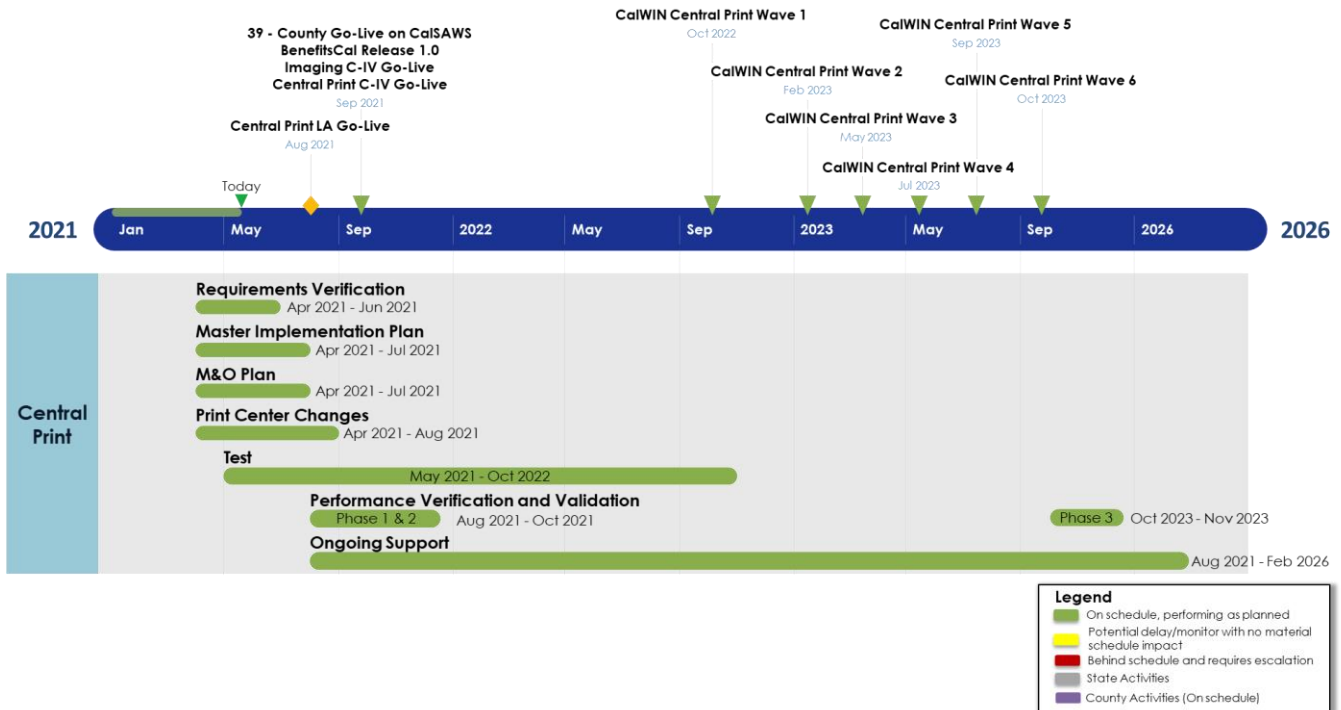 CalWIN Central Print Wave 1
Oct 2022
CalWIN Central Print Wave 5
Sep 2023
39 - County Go-Live on CalSAWS
BenefitsCal Release 1.0
Imaging C-IV Go-Live
Central Print C-IV Go-Live
Sep 2021
CalWIN Central Print Wave 2
Feb 2023
CalWIN Central Print Wave 6
Oct 2023
Central Print LA Go-Live
Aug 2021
CalWIN Central Print Wave 3
May 2023
CalWIN Central Print Wave 4
Jul 2023
Today
2021
Jan
May
Sep
2022
May
Sep
2023
May
Sep
2026
2026
Central
Print
Requirements Verification
Apr 2021 - Jun 2021
Master Implementation Plan
Apr 2021 - Jul 2021
M&O Plan
Apr 2021 - Jul 2021
Print Center Changes
Apr 2021 - Aug 2021
Test
May 2021 - Oct 2022
Performance Verification and Validation
Phase 1 & 2
Aug 2021 - Oct 2021
Phase 3
Oct 2023 - Nov 2023
Ongoing Support
Aug 2021 - Feb 2026
Legend
On schedule, performing as planned
Potential delay/monitor with no material
schedule impact
Behind schedule and requires escalation
State Activities
County Activities (On schedule)